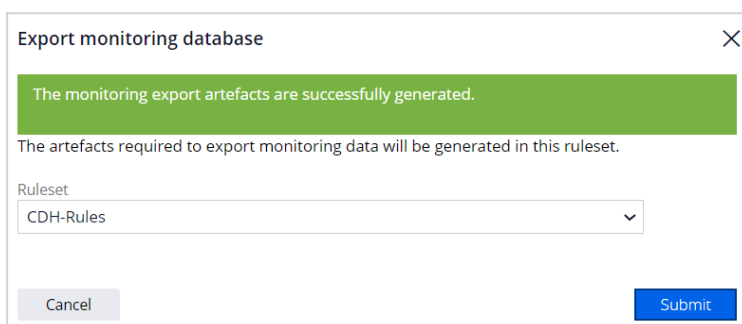 Export monitoring database
The monitoring export artefacts are successfully generated.
The artefacts required to export monitoring data will be generated in this ruleset.
Ruleset
CDH-Rules
Cancel
Submit